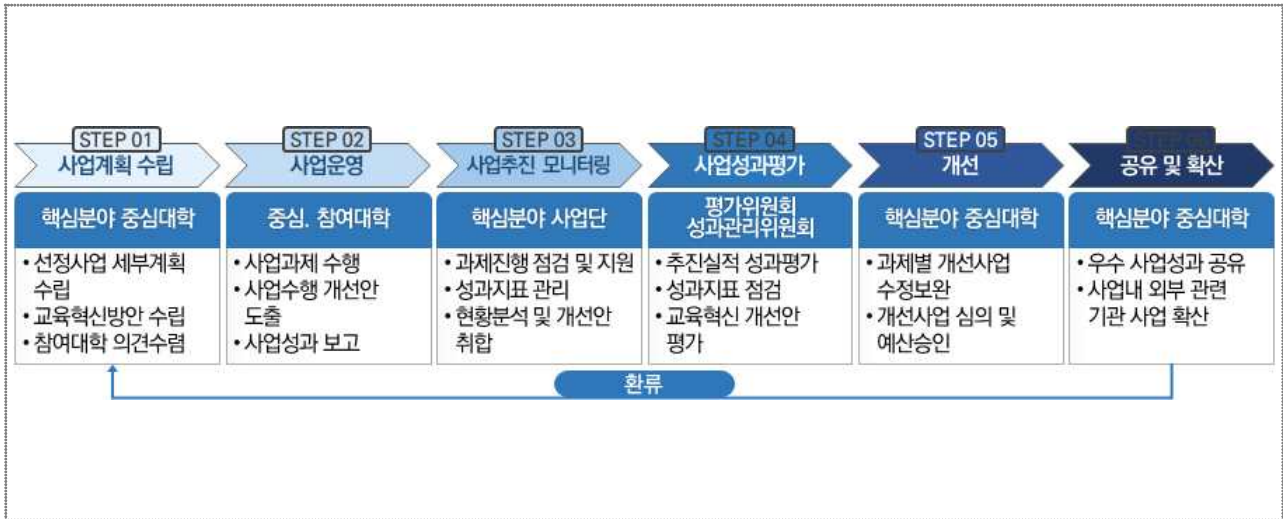 STEP 01
사업계획 수립
핵심분야 중심대학
• 선정사업 세부계획
수립
• 교육혁신방안 수립
• 참여대학 의견수렴
STEP 02
사업운영
중심. 참여대학
• 사업과제 수행
• 사업수행 개선안
도출
• 사업성과 보고
STEP 03
사업추진 모니터링
핵심분야 사업단
• 과제진행 점검 및 지원
• 성과지표 관리
• 현황분석 및 개선안
취합
STEP 04
사업성과평가
평가위원회
성과관리위원회
• 추진실적 성과평가
• 성과지표 점검
• 교육혁신 개선안
평가
STEP 05
개선
핵심분야 중심대학
• 과제별 개선사업
수정보완
• 개선사업 심의 및
예산승인
공유 및 확산
핵심분야 중심대학
• 우수 사업성과 공유
• 사업내 외부 관련
기관 사업 확산
환류